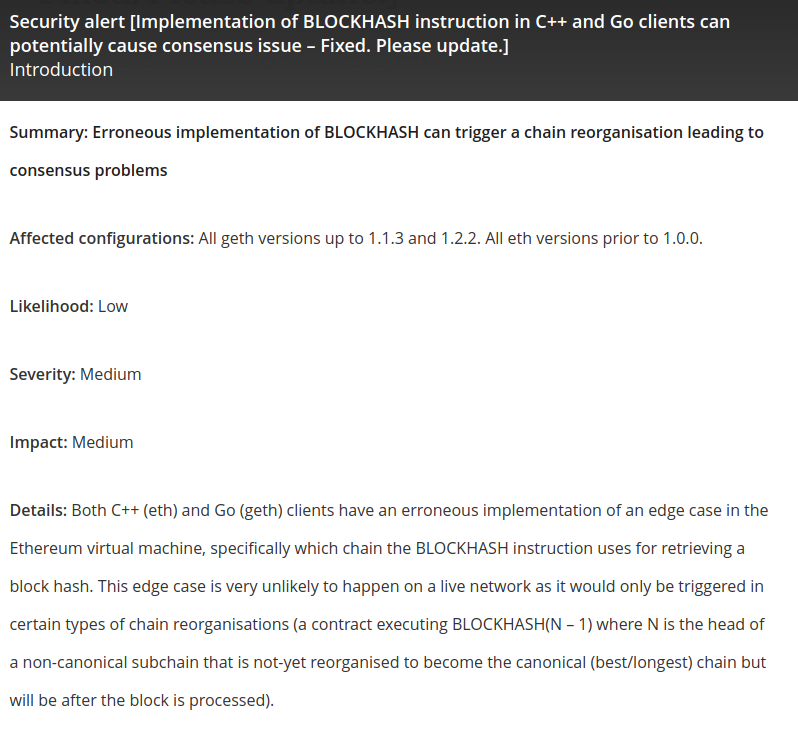 Security alert [Implementation of BLOCKHASH instruction in C++ and Go clients can
potentially cause consensus issue – Fixed. Please update.]
Introduction
Summary: Erroneous implementation of BLOCKHASH can trigger a chain reorganisation leading to
consensus problems
Affected configurations: All geth versions up to 1.1.3 and 1.2.2. All eth versions prior to 1.0.0.
Likelihood: Low
Severity: Medium
Impact: Medium
Details: Both C++ (eth) and Go (geth) clients have an erroneous implementation of an edge case in the
Ethereum virtual machine, specifically which chain the BLOCKHASH instruction uses for retrieving a
block hash. This edge case is very unlikely to happen on a live network as it would only be triggered in
certain types of chain reorganisations (a contract executing BLOCKHASH(N – 1) where N is the head of
a non-canonical subchain that is not-yet reorganised to become the canonical (best/longest) chain but
will be after the block is processed).